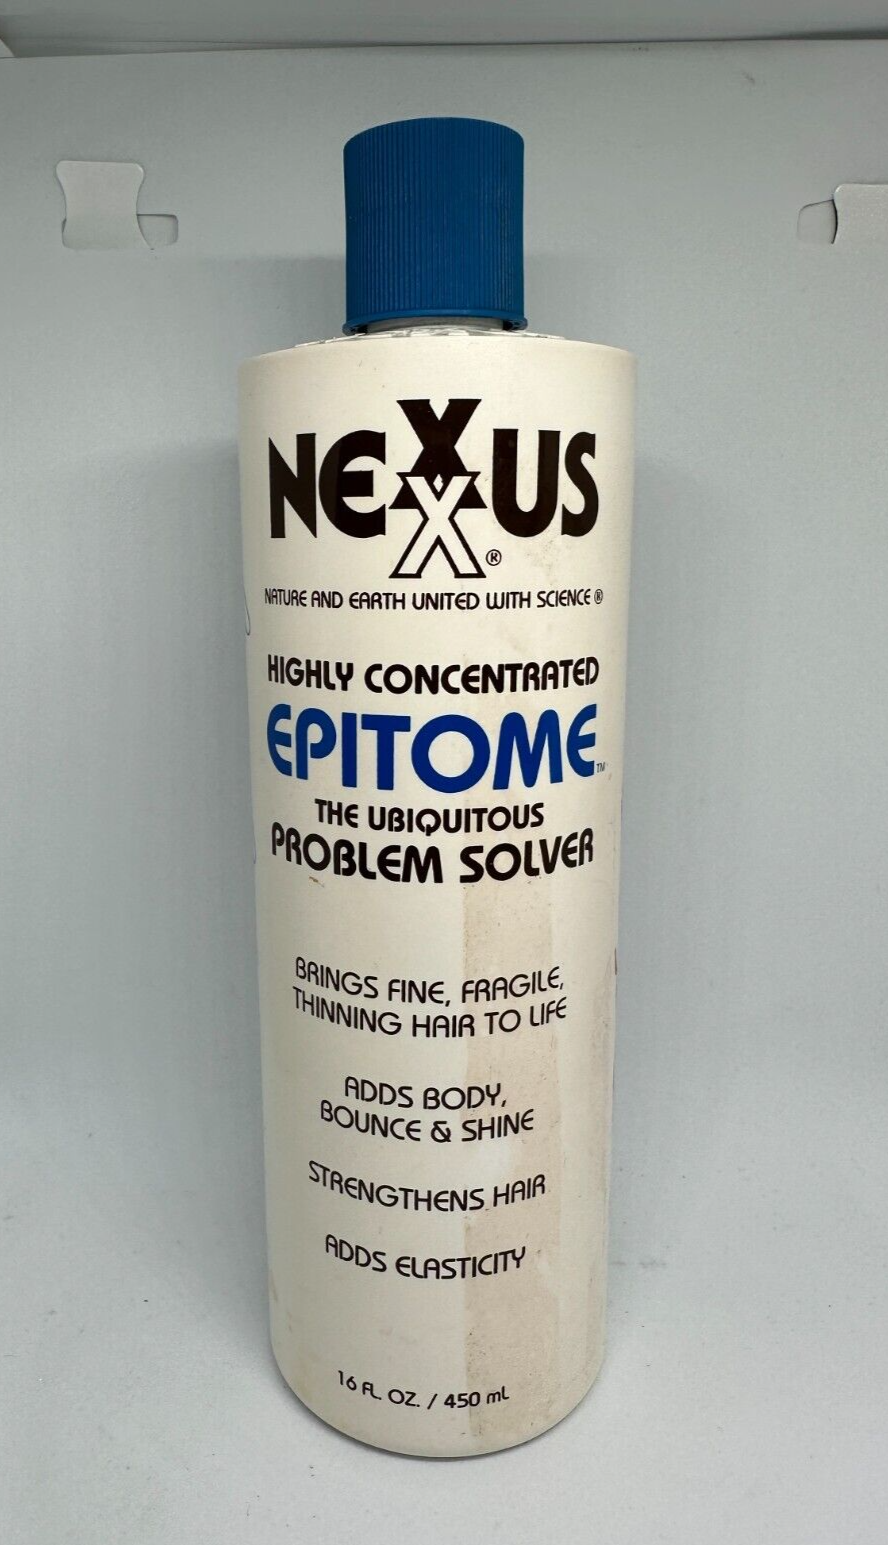 NEXXUS®
NATURE AND EARTH UNITED WITH SCIENCE®
HIGHLY CONCENTRATED
EPITOME™
THE UBIQUITOUS
PROBLEM SOLVER
BRINGS FINE, FRAGILE,
THINNING HAIR TO LIFE
ADDS BODY,
BOUNCE & SHINE
STRENGTHENS HAIR
ADDS ELASTICITY
16 FL. OZ. / 450 mL